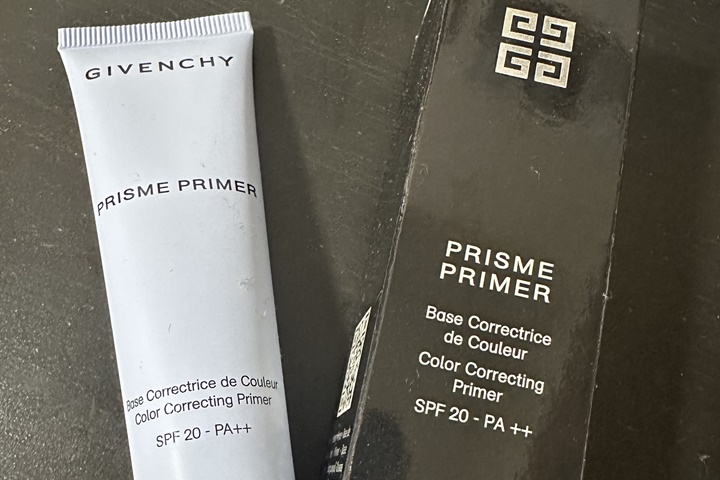 GIVENCHY
PRISME PRIMER
Base Correctrice de Couleur
Color Correcting Primer
SPF 20 - PA++
PRISME
PRIMER
Base Correctrice
de Couleur
Color Correcting
Primer
SPF 20 - PA ++